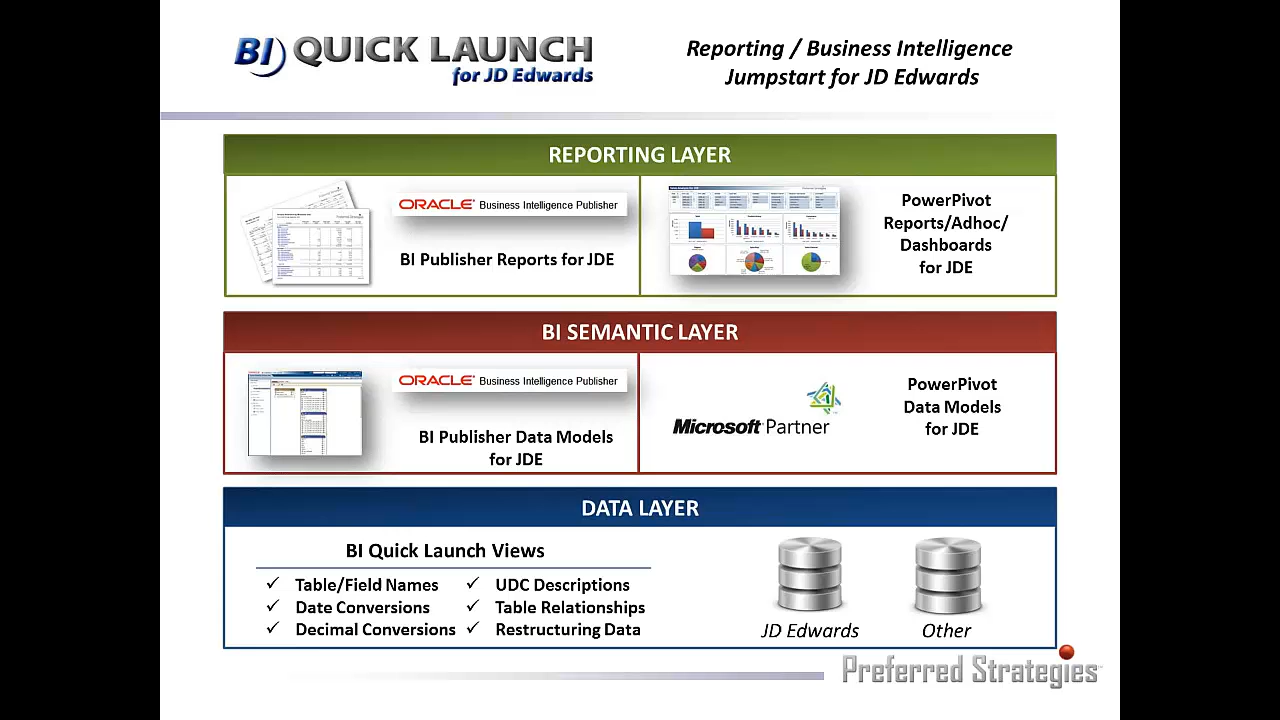 BI QUICK LAUNCH
for JD Edwards
Reporting / Business Intelligence
Jumpstart for JD Edwards
REPORTING LAYER
ORACLE Business Intelligence Publisher
BI Publisher Reports for JDE
PowerPivot
Reports/Adhoc/
Dashboards
for JDE
BI SEMANTIC LAYER
ORACLE Business Intelligence Publisher
BI Publisher Data Models
for JDE
Microsoft Partner
PowerPivot
Data Models
for JDE
DATA LAYER
BI Quick Launch Views
✓ Table/Field Names
✓ Date Conversions
✓ Decimal Conversions
✓ UDC Descriptions
✓ Table Relationships
✓ Restructuring Data
JD Edwards
Other
Preferred Strategies